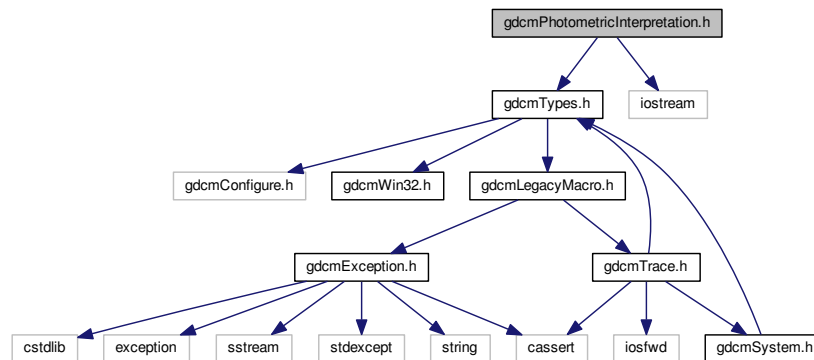 gdcmPhotometricInterpretation.h
gdcmTypes.h
iostream
gdcmConfigure.h
gdcmWin32.h
gdcmLegacyMacro.h
gdcmException.h
gdcmTrace.h
cstdlib
exception
sstream
stdexcept
string
cassert
iosfwd
gdcmSystem.h